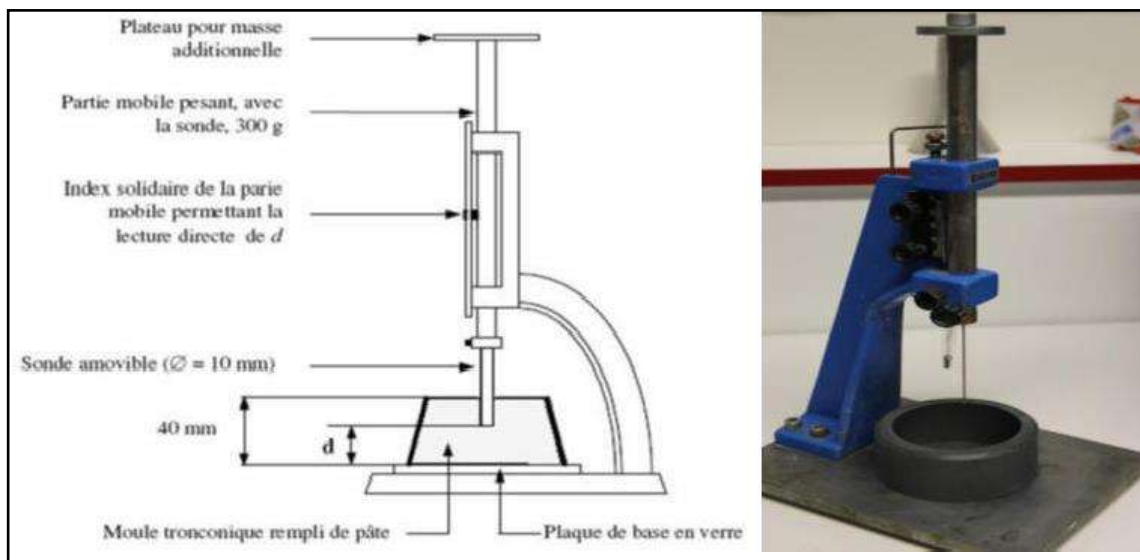 Plateau pour masse
additionnelle
Partie mobile pesant, avec
la sonde, 300 g
Index solidaire de la parie
mobile permettant la
lecture directe de d
Sonde amovible (∅ = 10 mm)
40 mm
d
Moule tronconique rempli de pâte
Plaque de base en verre